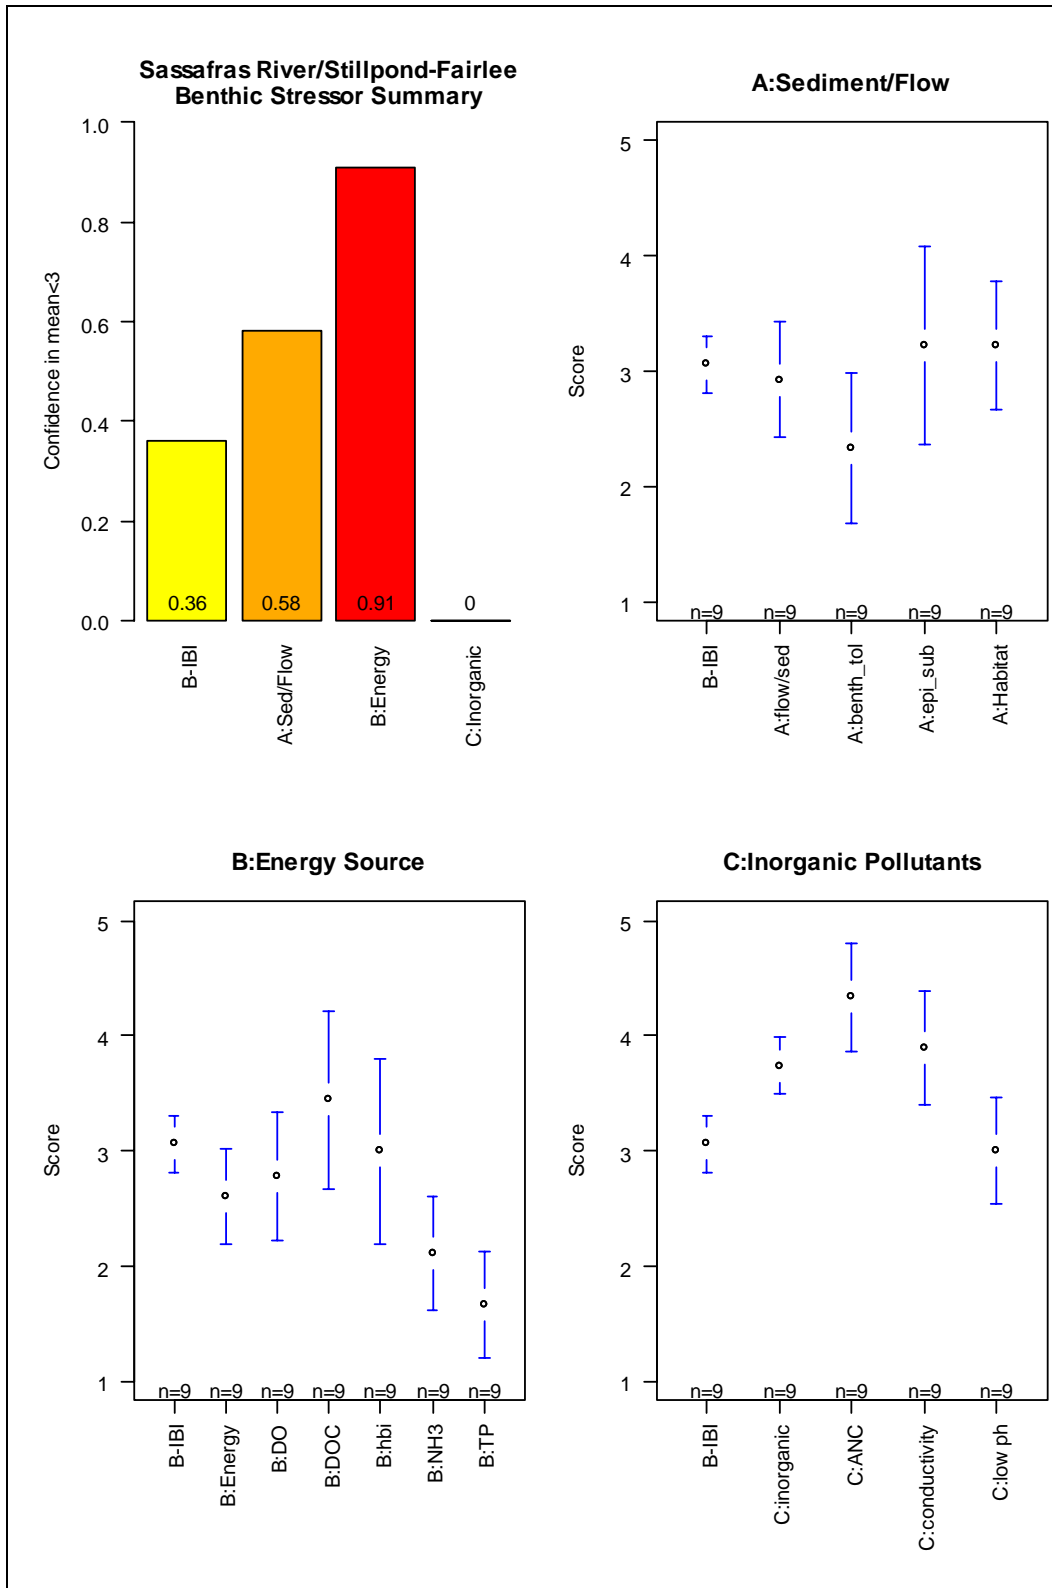 Sassafras River/Stillpond-Fairlee
Benthic Stressor Summary
Confidence in mean<3
1.0
0.8
0.6
0.4
0.2
0.0
0.36
0.58
0.91
0
B-IBI
A:Sed/Flow
B:Energy
C:Inorganic
A:Sediment/Flow
Score
5
4
3
2
1
n=9
n=9
n=9
n=9
n=9
B-IBI
A:flow/sed
A:benth_tol
A:epi_sub
A:Habitat
B:Energy Source
Score
5
4
3
2
1
n=9
n=9
n=9
n=9
n=9
n=9
n=9
B-IBI
B:Energy
B:DO
B:DOC
B:hbi
B:NH3
B:TP
C:Inorganic Pollutants
Score
5
4
3
2
1
n=9
n=9
n=9
n=9
n=9
B-IBI
C:inorganic
C:ANC
C:conductivity
C:low ph